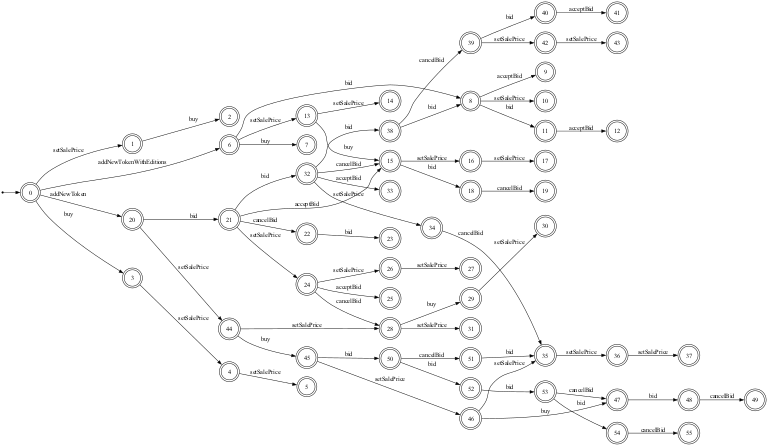 bid
40
acceptBid
41
39
setSalePrice
42
setSalePrice
43
cancelBid
acceptBid
9
bid
8
setSalePrice
10
bid
11
acceptBid
12
setSalePrice
14
13
setSalePrice
buy
2
setSalePrice
1
6
buy
7
bid
38
bid
buy
addNewTokenWithEditions
15
setSalePrice
16
setSalePrice
17
cancelBid
32
acceptBid
33
bid
18
cancelBid
19
bid
setSalePrice
0
addNewToken
acceptBid
20
bid
21
cancelBid
22
bid
23
34
cancelBid
30
setSalePrice
buy
setSalePrice
setSalePrice
26
setSalePrice
27
3
24
acceptBid
25
cancelBid
buy
29
setSalePrice
44
setSalePrice
28
setSalePrice
31
setSalePrice
buy
45
bid
50
cancelBid
51
bid
35
setSalePrice
36
setSalePrice
37
4
setSalePrice
5
setSalePrice
bid
52
setSalePrice
bid
53
cancelBid
47
bid
48
cancelBid
49
46
buy
bid
54
cancelBid
55